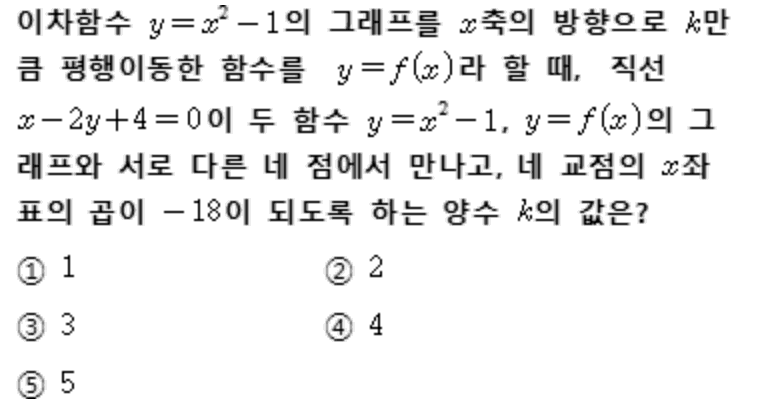 이차함수 y=x²-1의 그래프를 x축의 방향으로 k만
큼 평행이동한 함수를 y=f(x)라 할 때, 직선
x-2y+4=0이 두 함수 y=x²-1, y=f(x)의 그
래프와 서로 다른 네 점에서 만나고, 네 교점의 x좌
표의 곱이 -18이 되도록 하는 양수 k의 값은?
① 1 ② 2
③ 3 ④ 4
⑤ 5